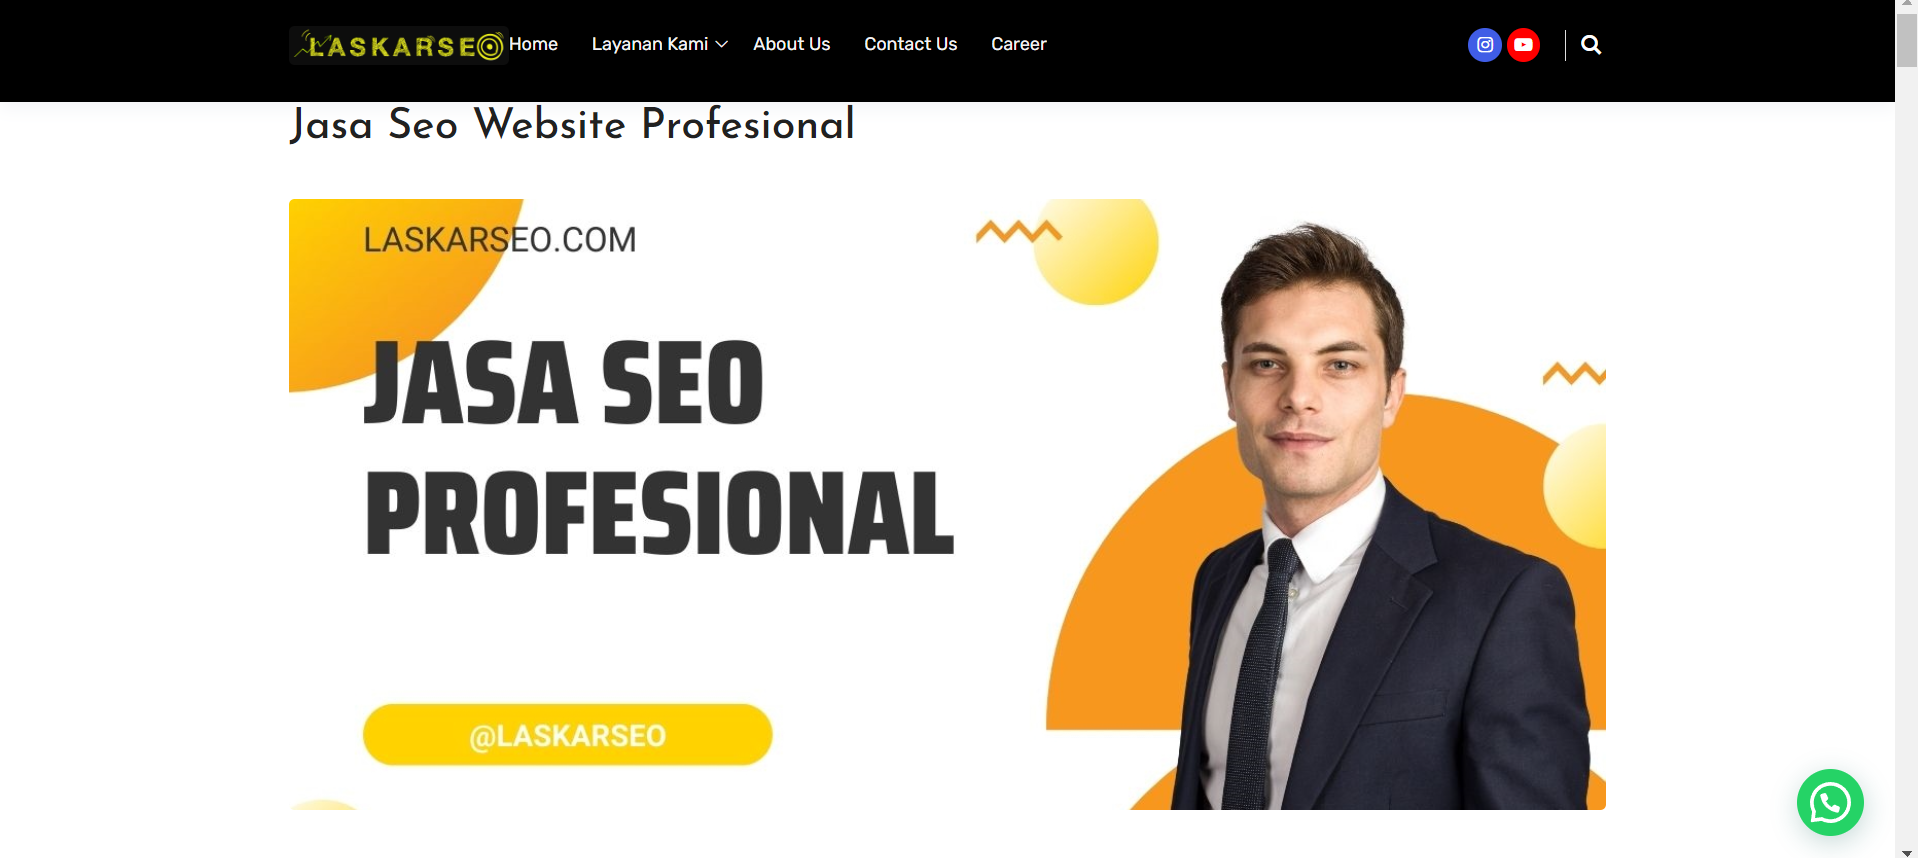 LASKARSEO
Home
Layanan Kami
About Us
Contact Us
Career
Jasa Seo Website Profesional
LASKARSEO.COM
JASA SEO
PROFESIONAL
@LASKARSEO